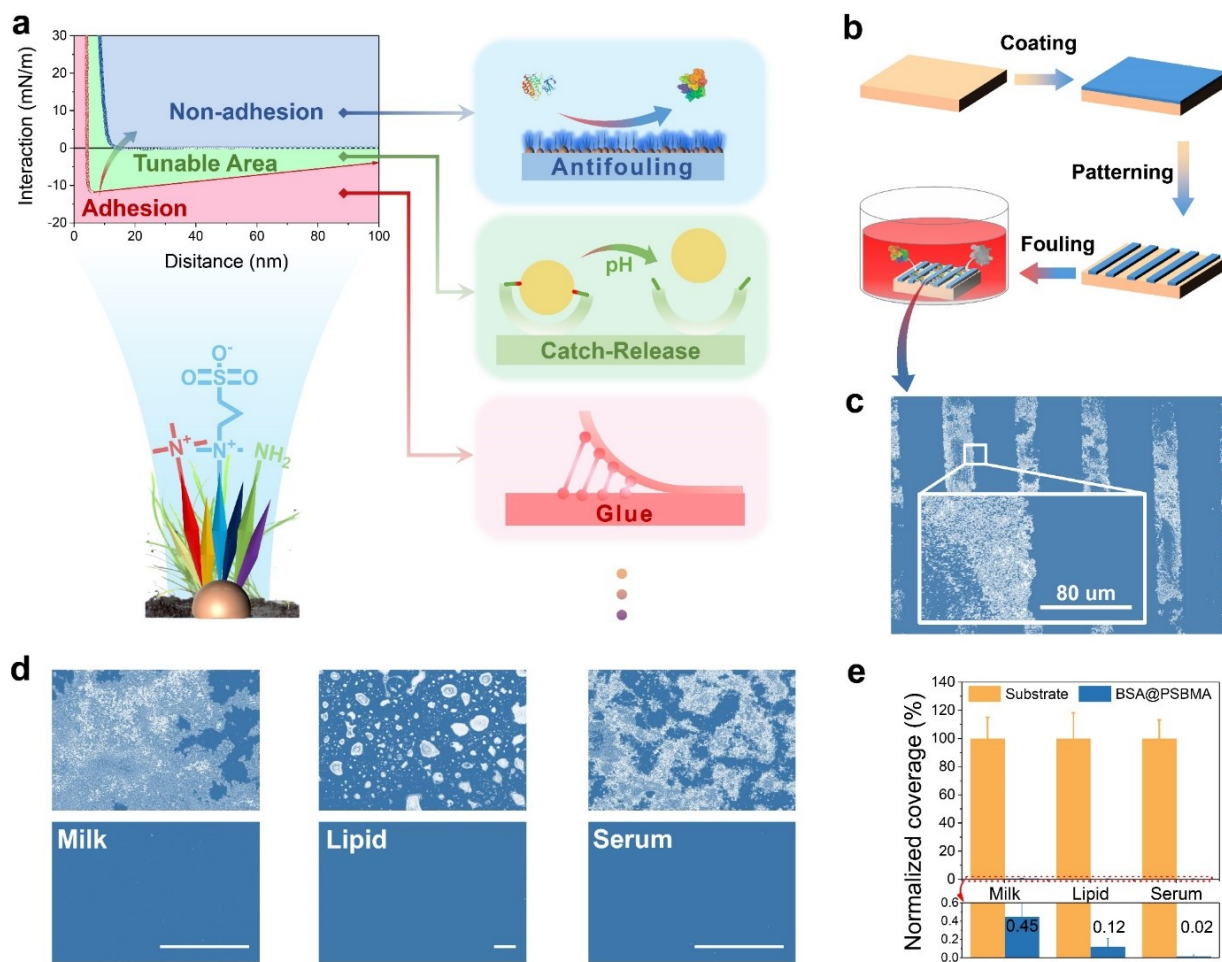 a
Interaction (mN/m)
30
20
10
0
-10
-20
Non-adhesion
Tunable Area
Adhesion
0 20 40 60 80 100
Disitance (nm)
O-
O=S=O
N+
N+
NH2
Antifouling
pH
Catch-Release
Glue
b
Coating
Patterning
Fouling
c
80 um
d
Milk
Lipid
Serum
e
Normalized coverage (%)
140
120
100
80
60
40
20
0
Substrate
BSA@PSBMA
Milk
Lipid
Serum
0.6
0.4
0.2
0.0
0.45
0.12
0.02